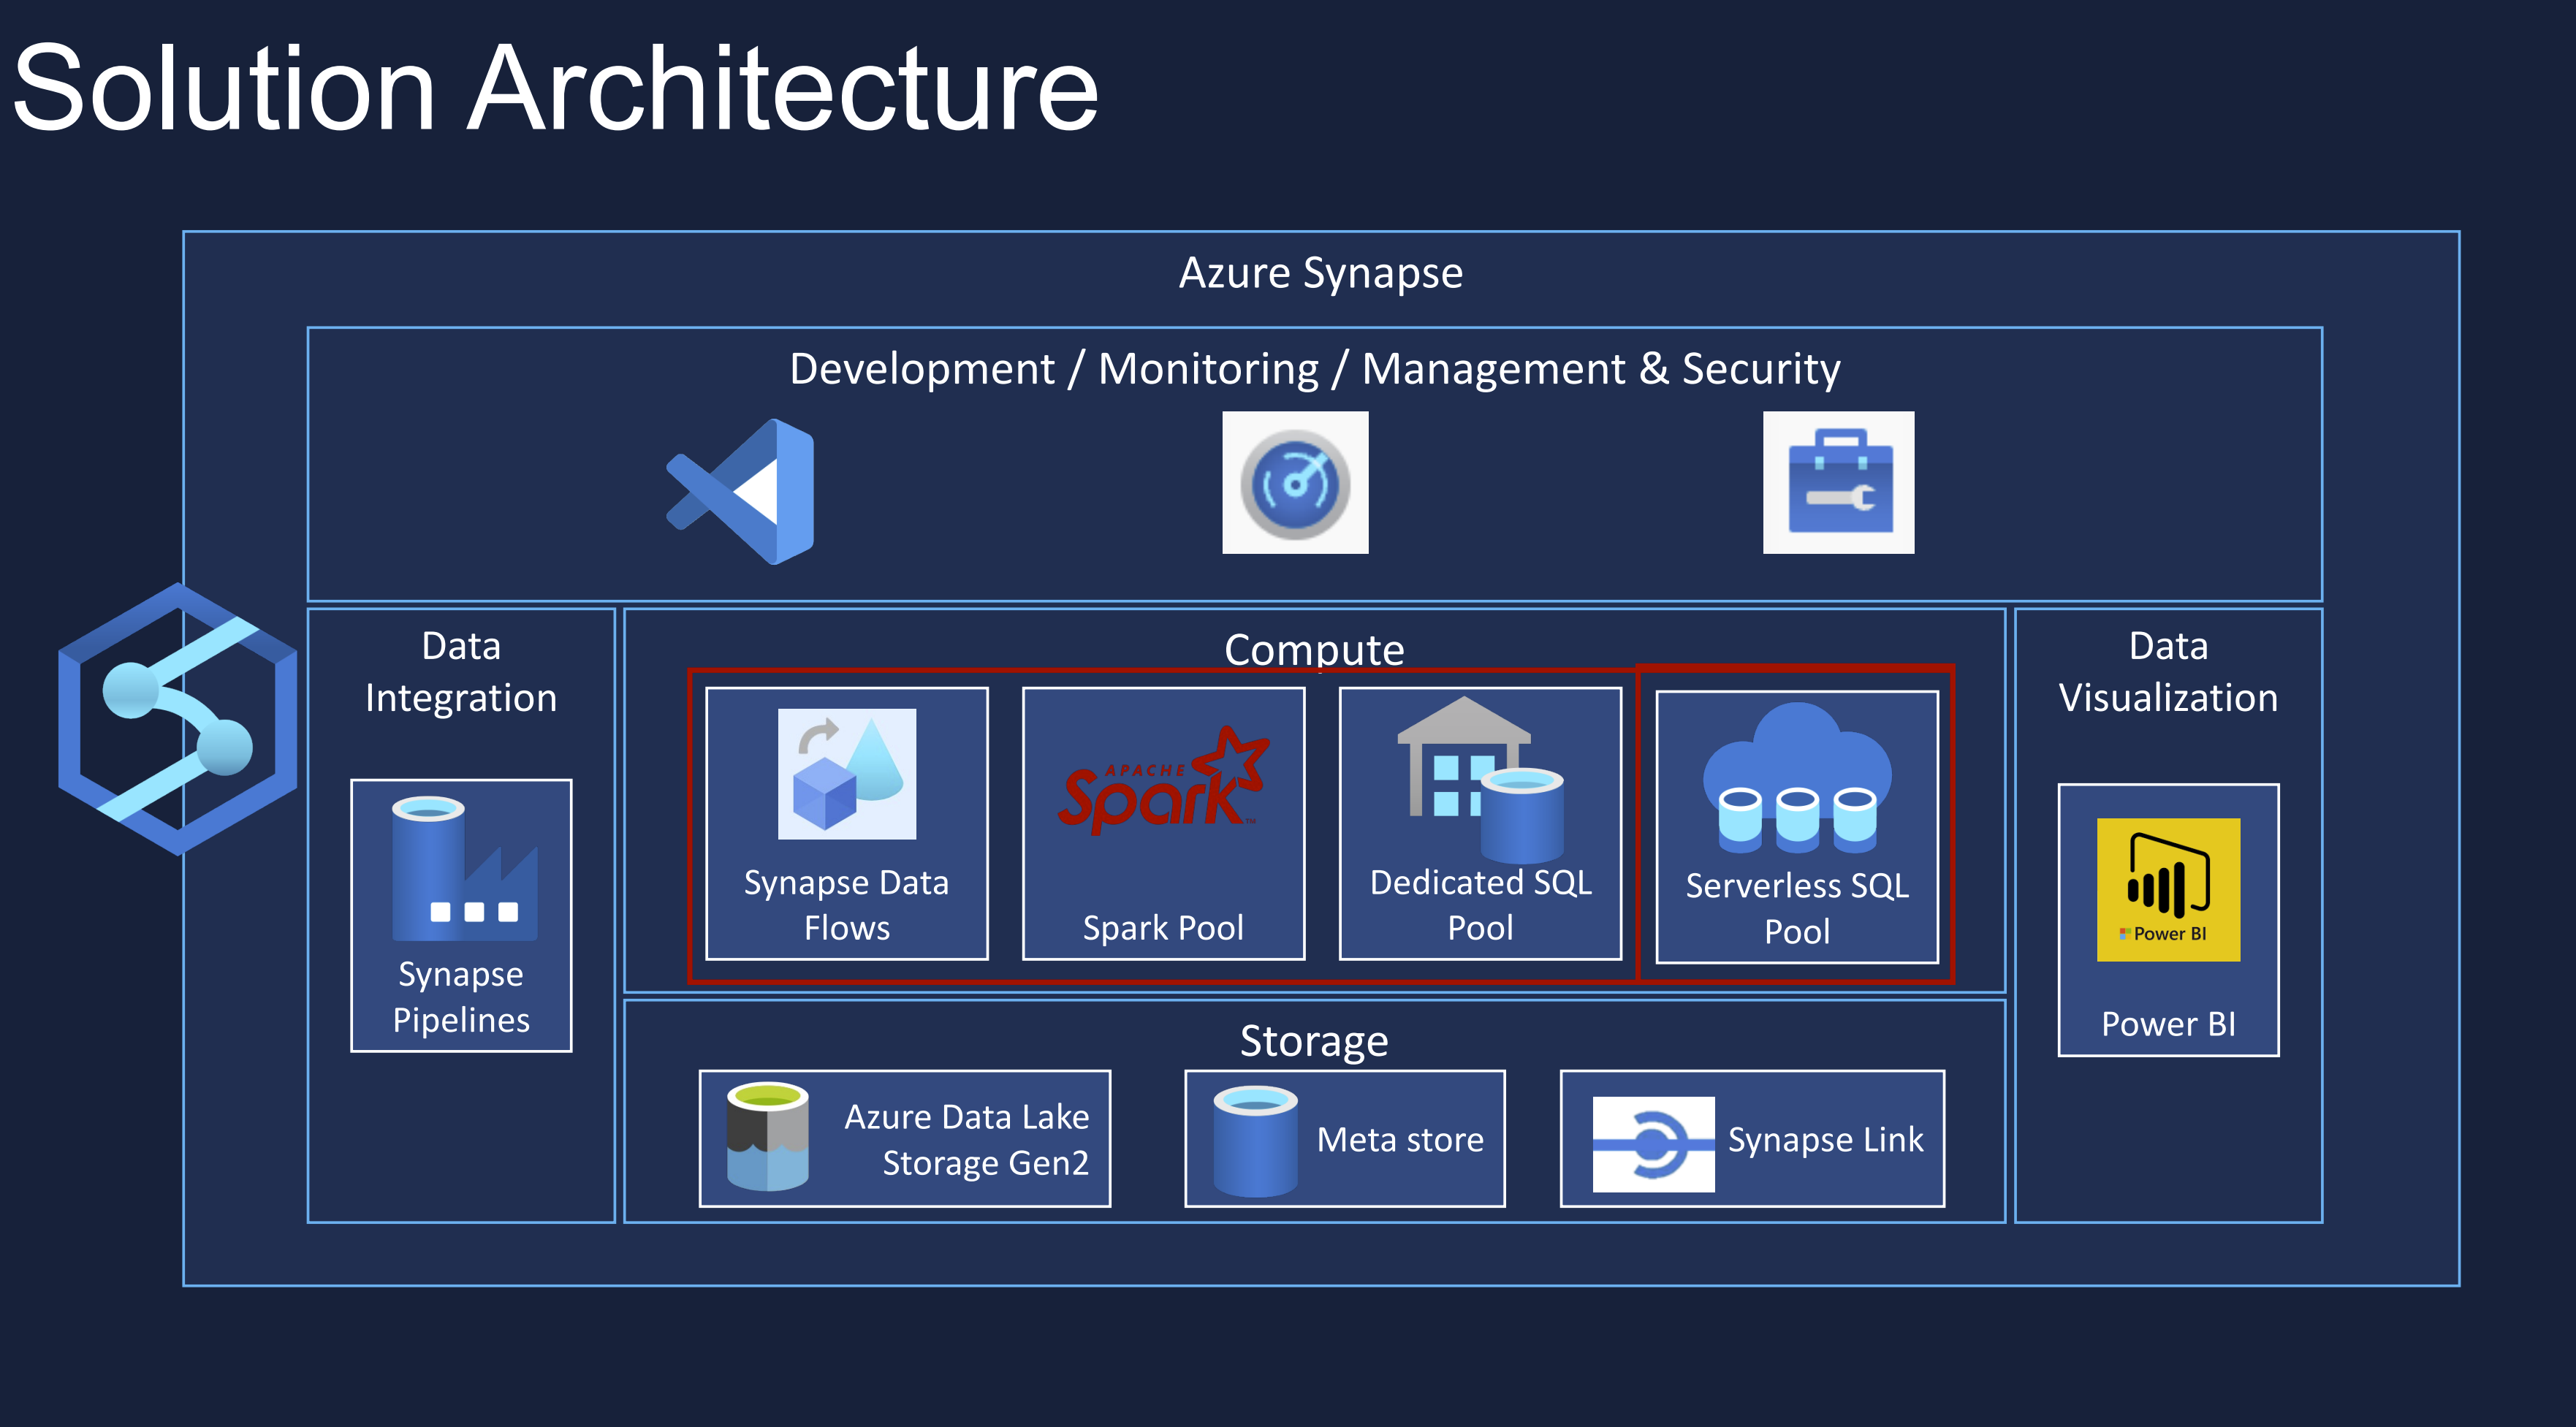 Solution Architecture
Azure Synapse
Development / Monitoring / Management & Security
Data
Integration
Synapse
Pipelines
Compute
Synapse Data
Flows
APACHE
Spark™
Spark Pool
Dedicated SQL
Pool
Serverless SQL
Pool
Storage
Azure Data Lake
Storage Gen2
Meta store
Synapse Link
Data
Visualization
Power BI
Power BI